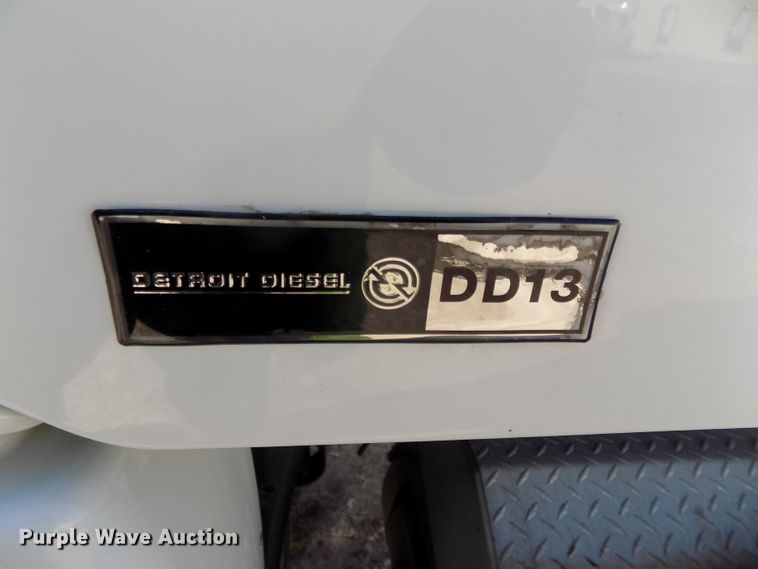 DETROIT DIESEL ® DD13
Purple Wave Auction